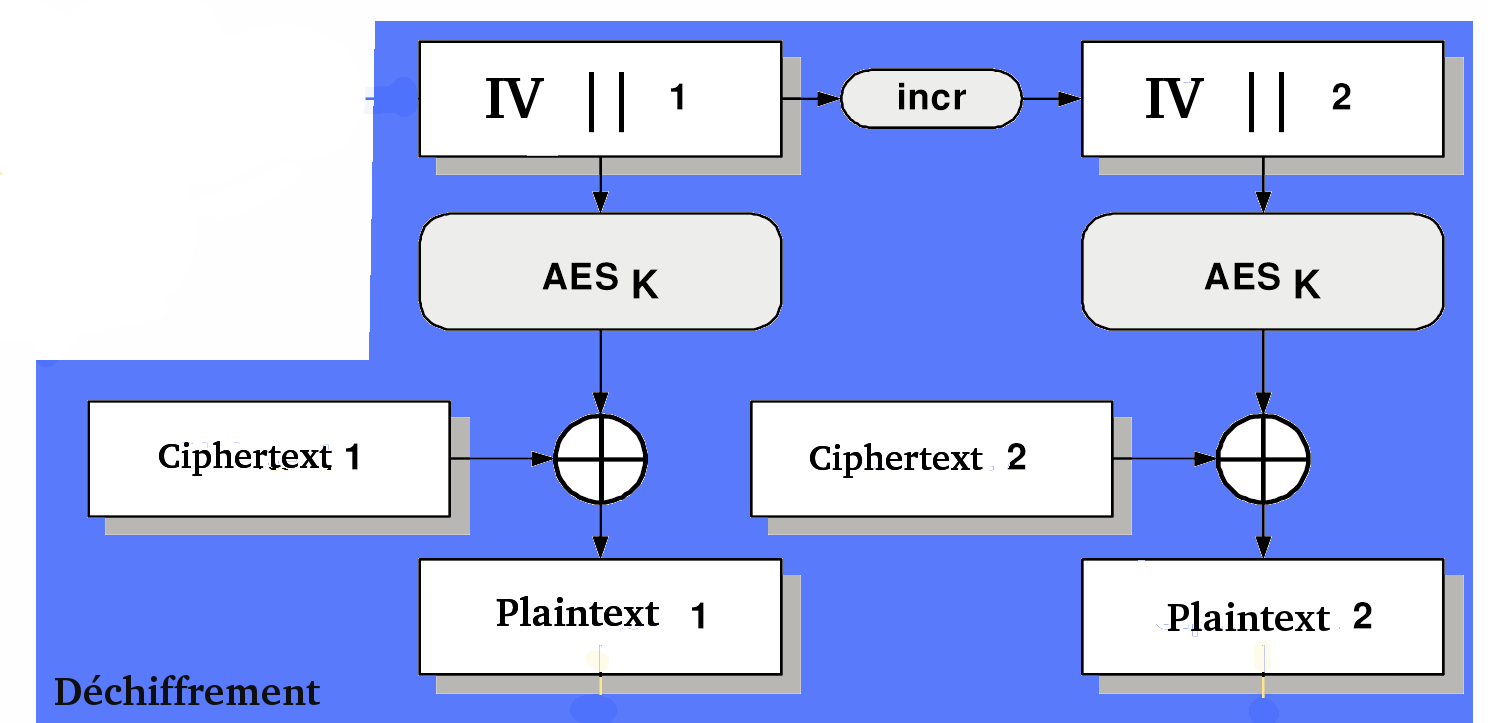 IV || 1
incr
IV || 2
AES K
AES K
Ciphertext 1
Ciphertext 2
Plaintext 1
Plaintext 2
Déchiffrement